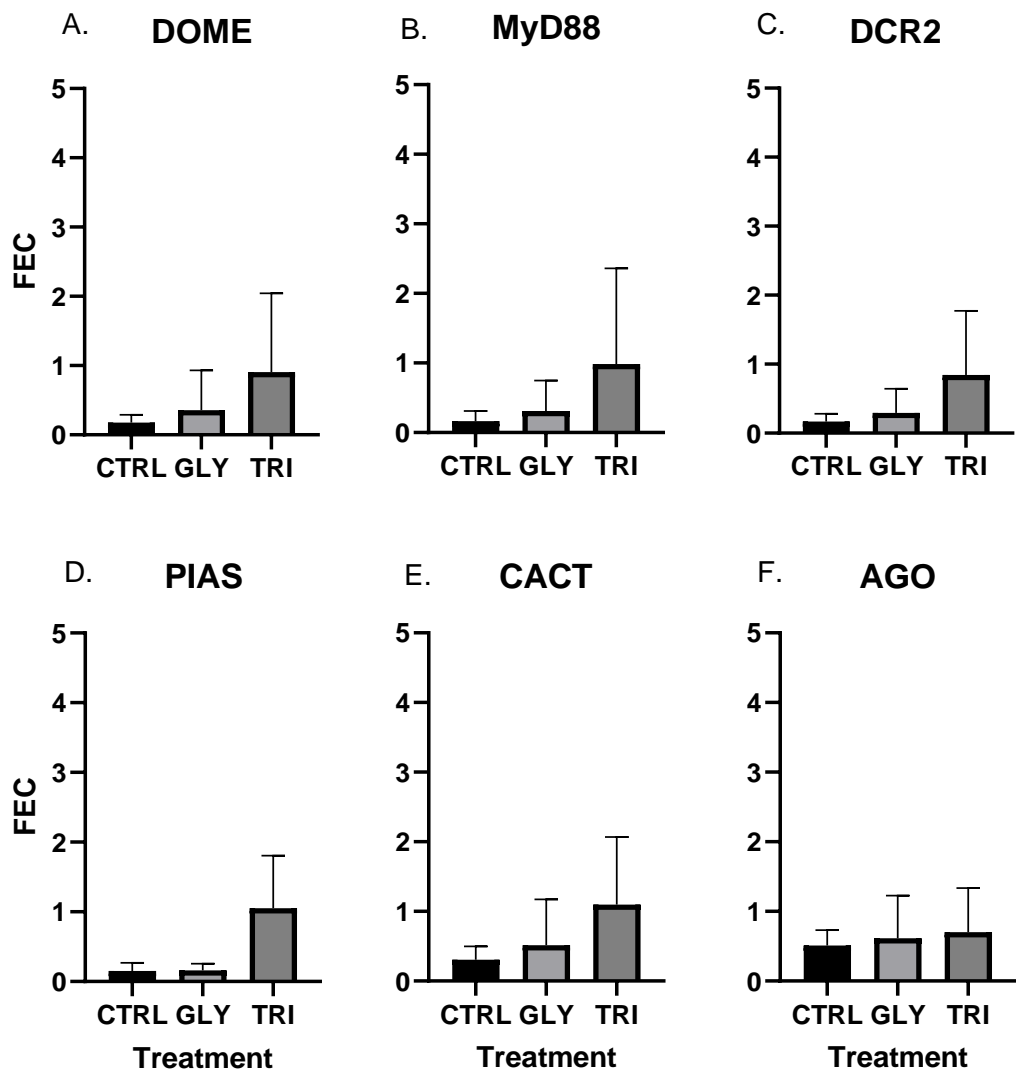 A. DOME
B. MyD88
C. DCR2
5
4
3
2
1
0
FEC
CTRL GLY TRI
5
4
3
2
1
0
CTRL GLY TRI
5
4
3
2
1
0
CTRL GLY TRI
D. PIAS
E. CACT
F. AGO
5
4
3
2
1
0
FEC
CTRL GLY TRI
Treatment
5
4
3
2
1
0
CTRL GLY TRI
Treatment
5
4
3
2
1
0
CTRL GLY TRI
Treatment